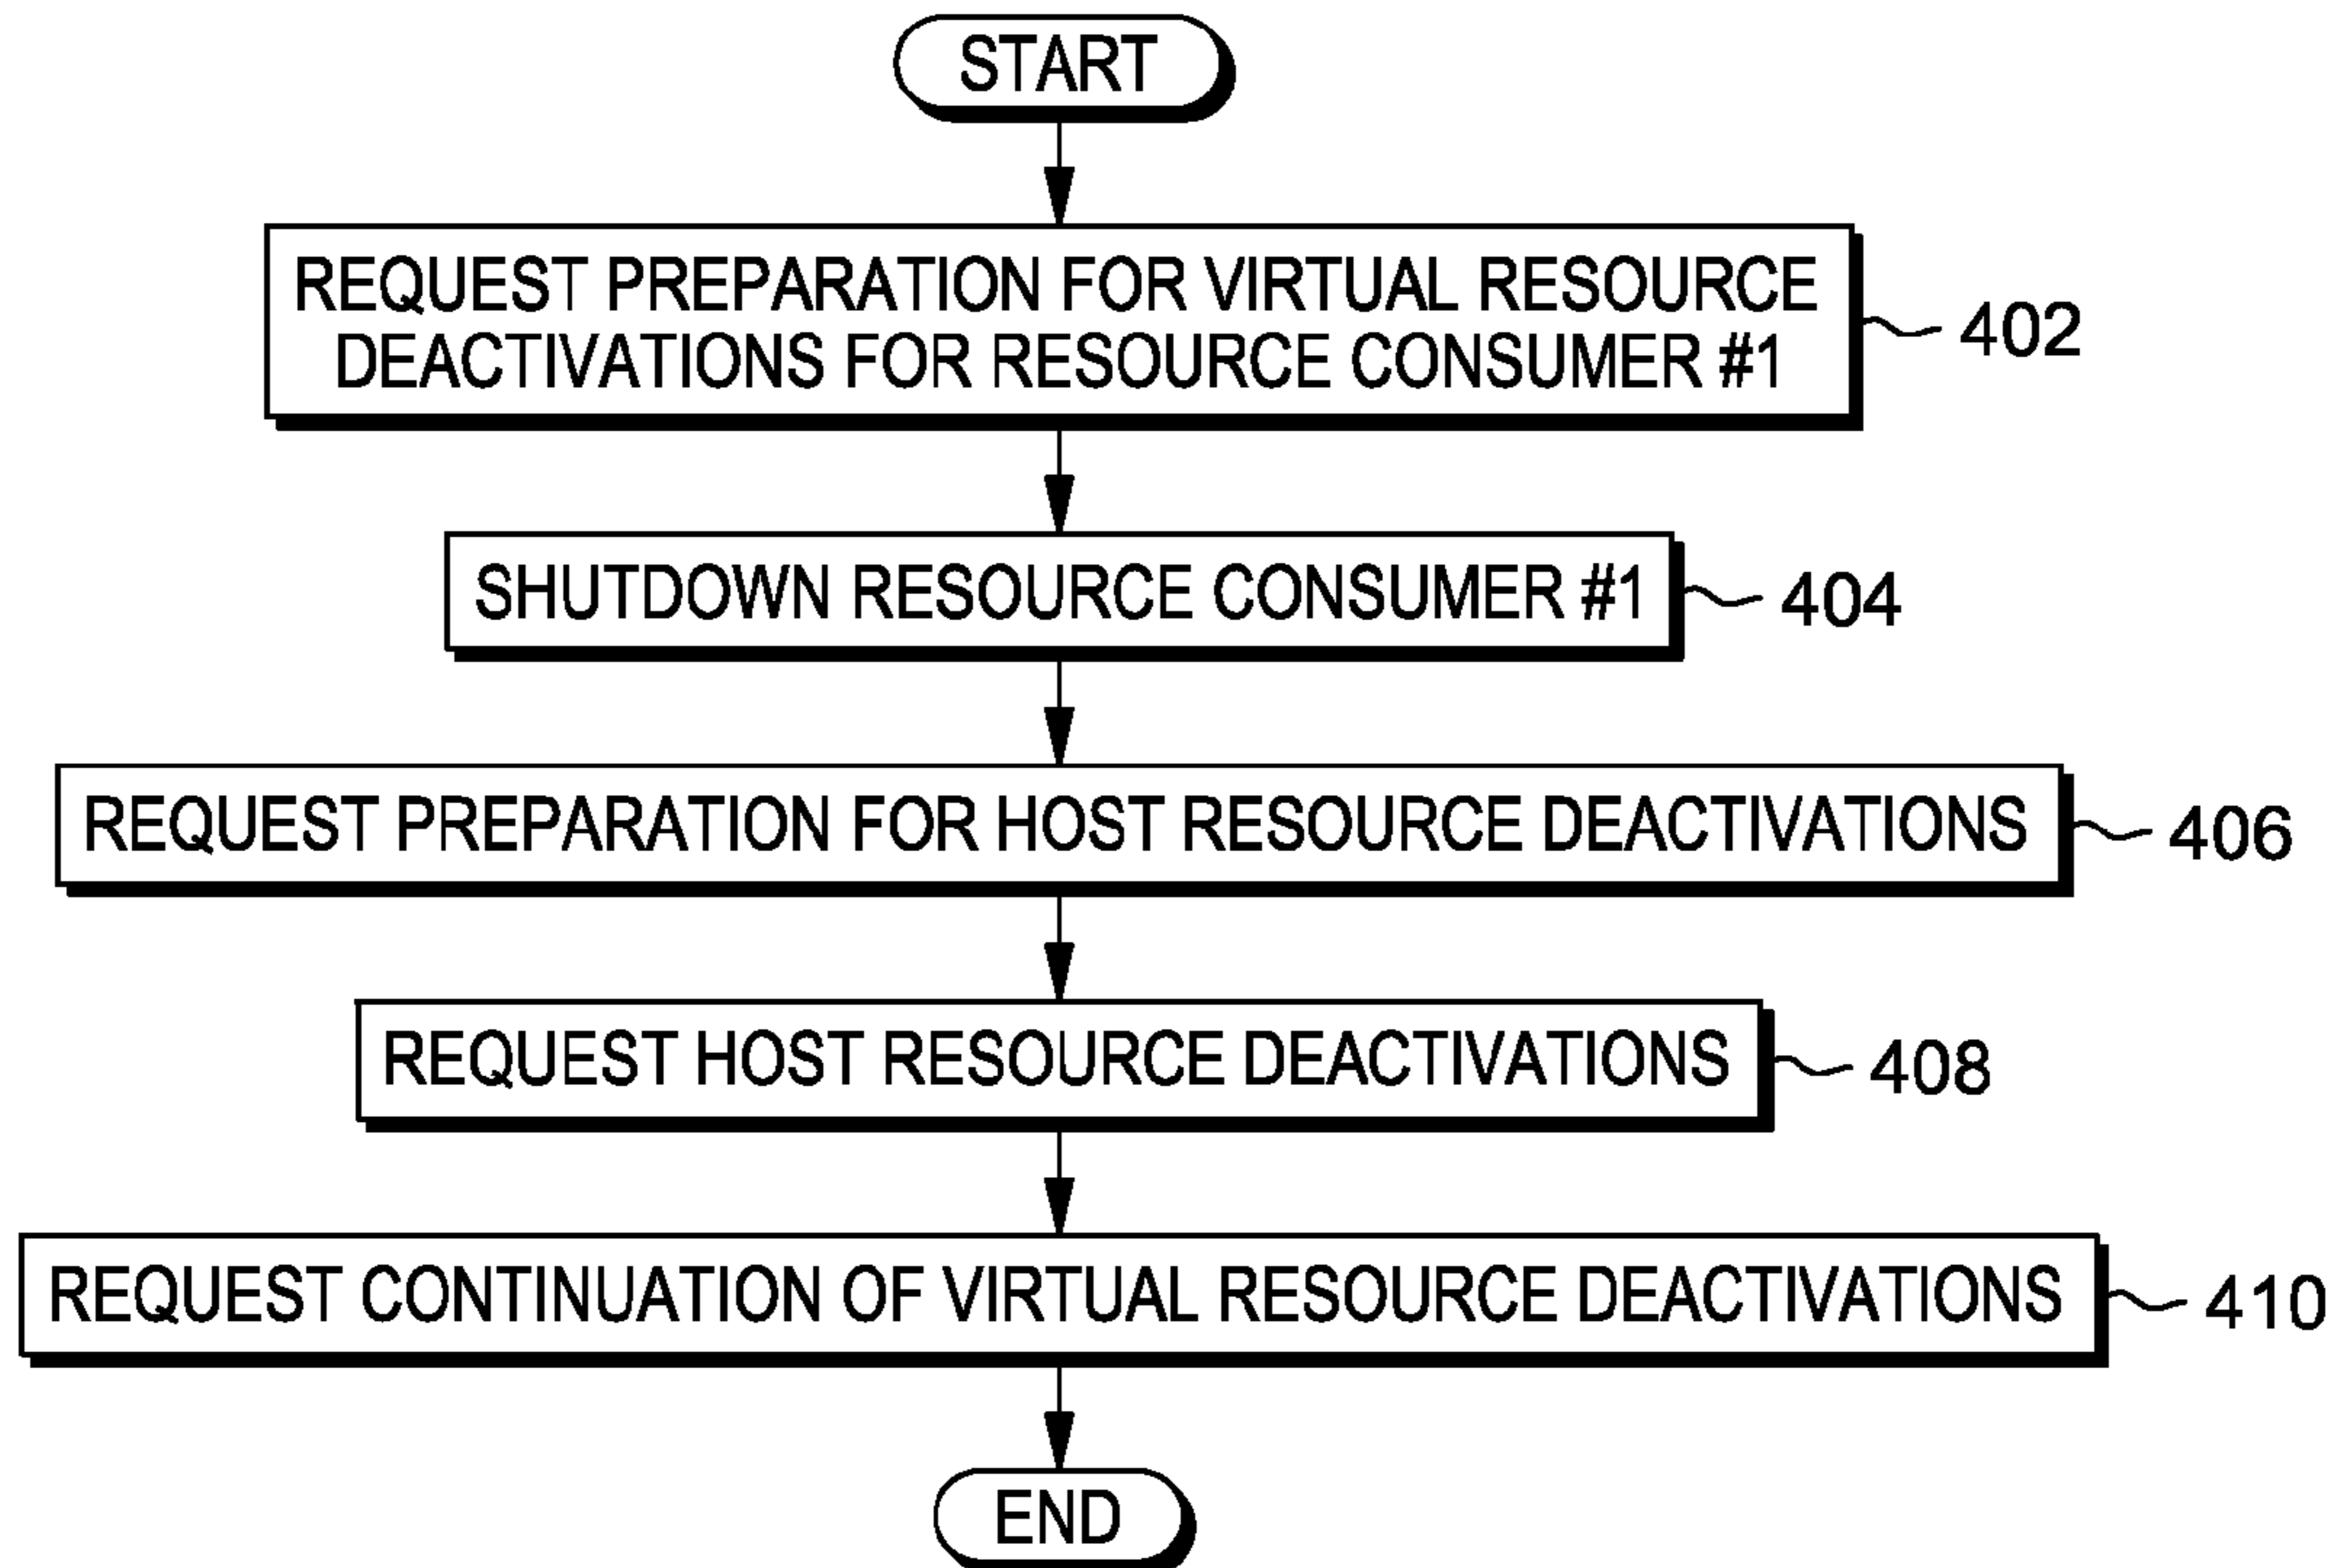 START
REQUEST PREPARATION FOR VIRTUAL RESOURCE
DEACTIVATIONS FOR RESOURCE CONSUMER #1
402
SHUTDOWN RESOURCE CONSUMER #1
404
REQUEST PREPARATION FOR HOST RESOURCE DEACTIVATIONS
406
REQUEST HOST RESOURCE DEACTIVATIONS
408
REQUEST CONTINUATION OF VIRTUAL RESOURCE DEACTIVATIONS
410
END